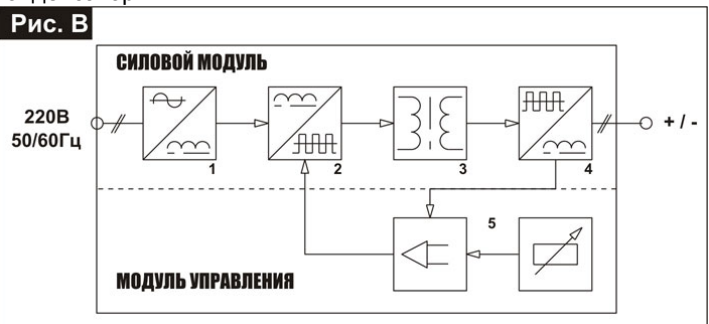 Рис. В
СИЛОВОЙ МОДУЛЬ
220В
50/60Гц
+ / -
1
2
3
4
5
МОДУЛЬ УПРАВЛЕНИЯ